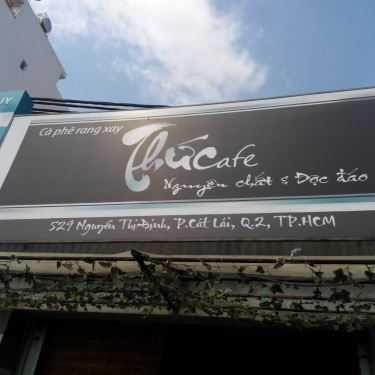 Cà phê rang xay
Thức cafe
Nguyên chất & Độc đáo
529 Nguyễn Thị Định, P.Cát Lái, Q.2, TP.HCM